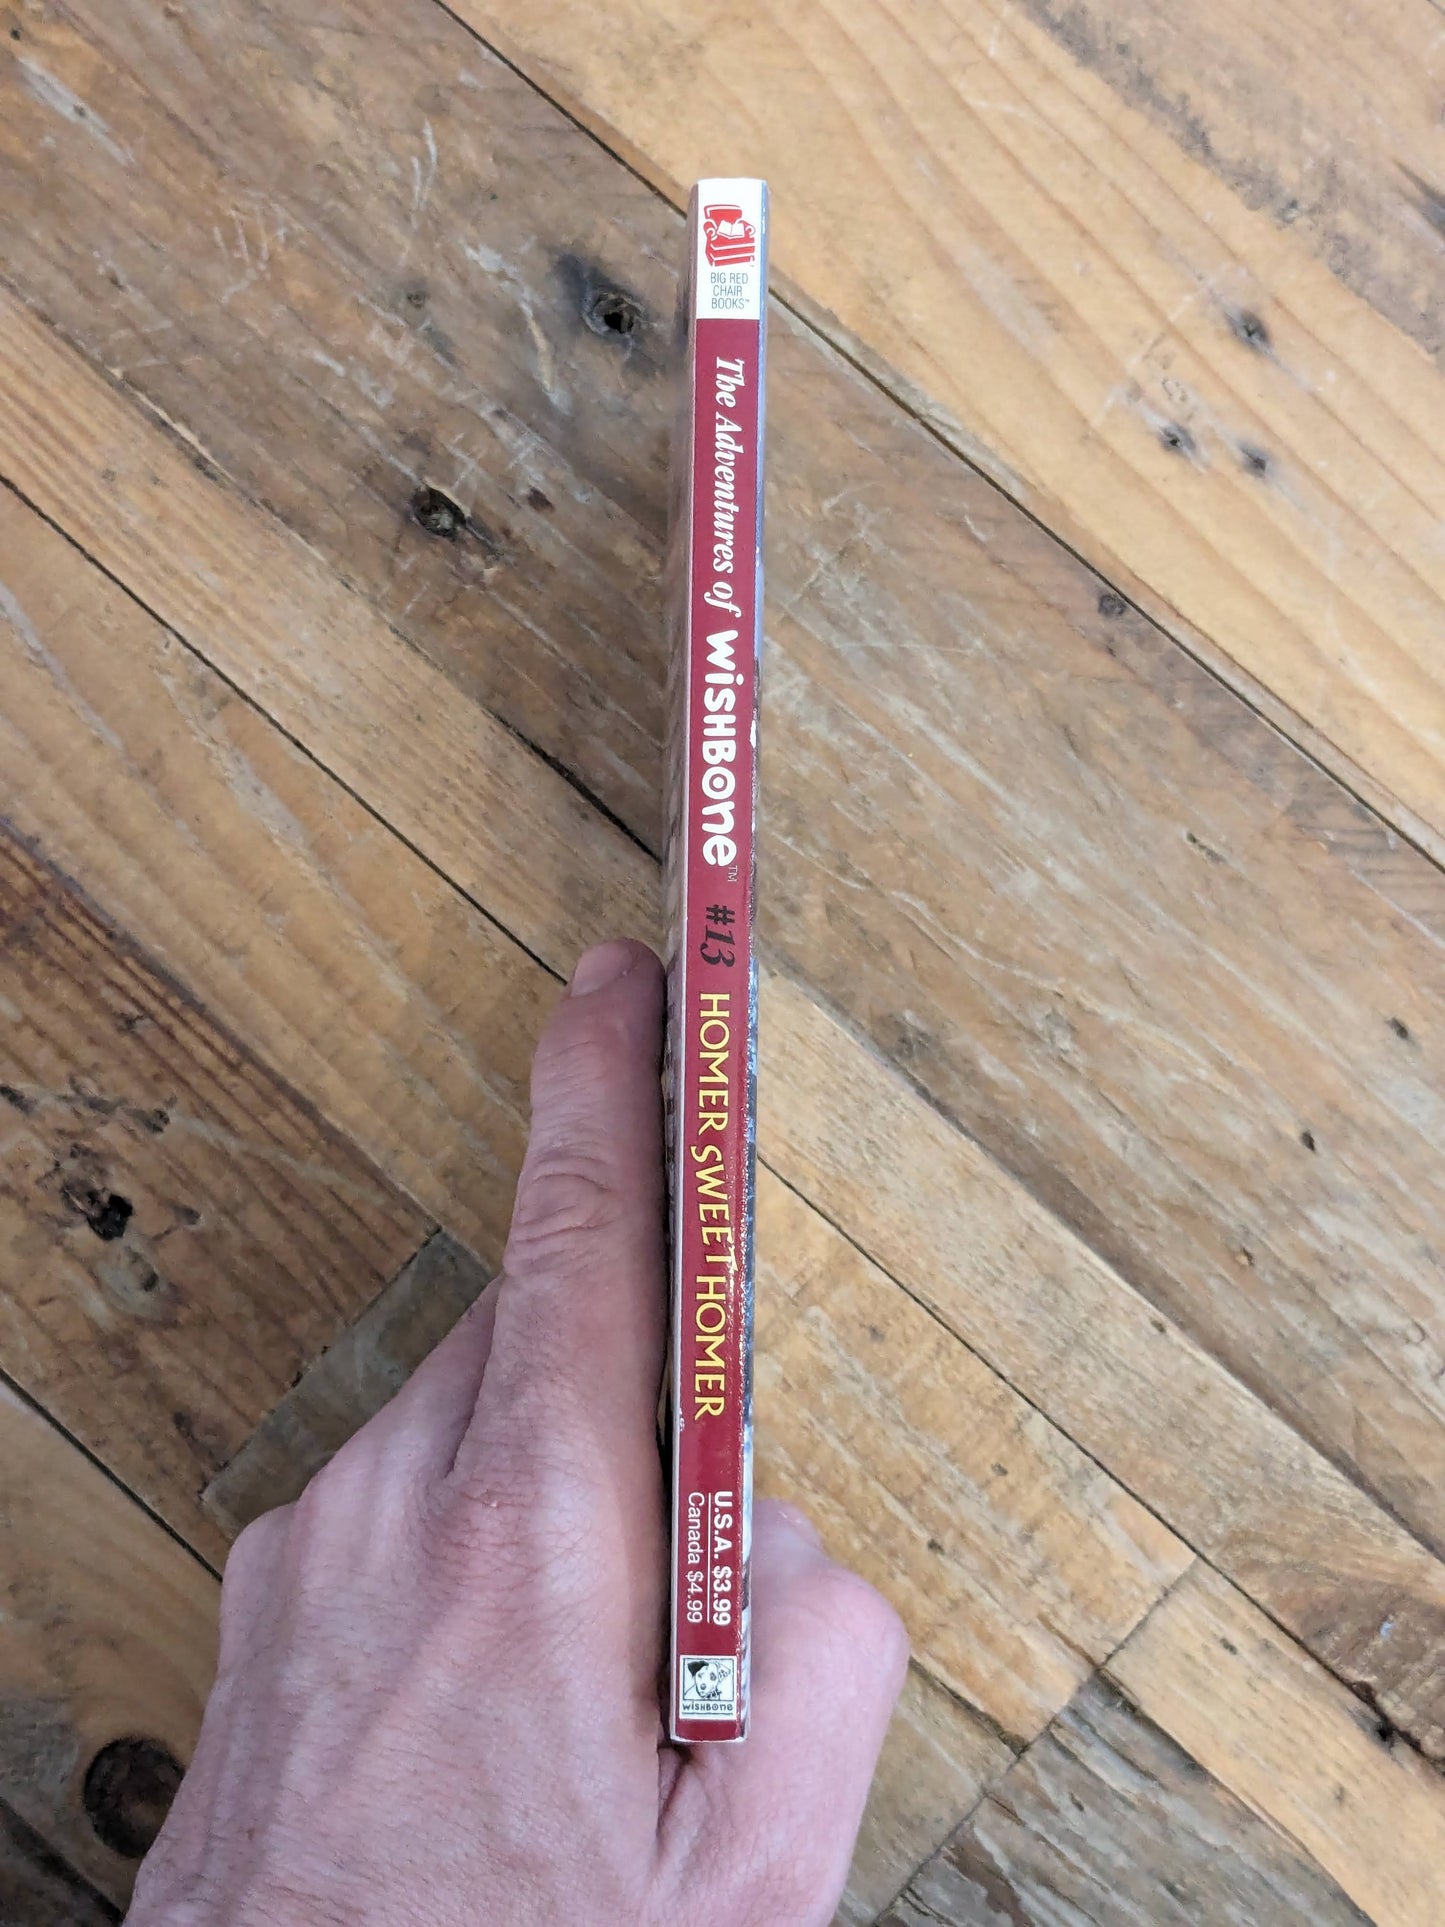 BIG RED
CHAIR
BOOKS™
The Adventures of WiSHBONe™ #13 HOMER SWEET HOMER
U.S.A. $3.99
Canada $4.99
WiSHBONe